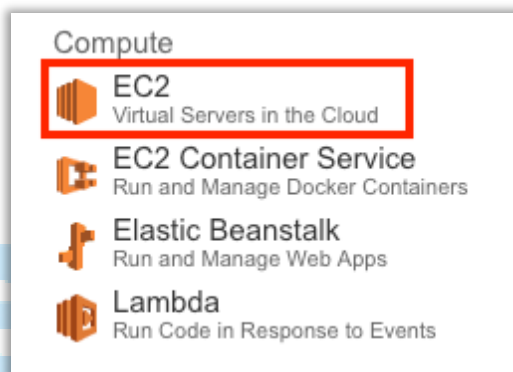 Compute
EC2
Virtual Servers in the Cloud
EC2 Container Service
Run and Manage Docker Containers
Elastic Beanstalk
Run and Manage Web Apps
Lambda
Run Code in Response to Events